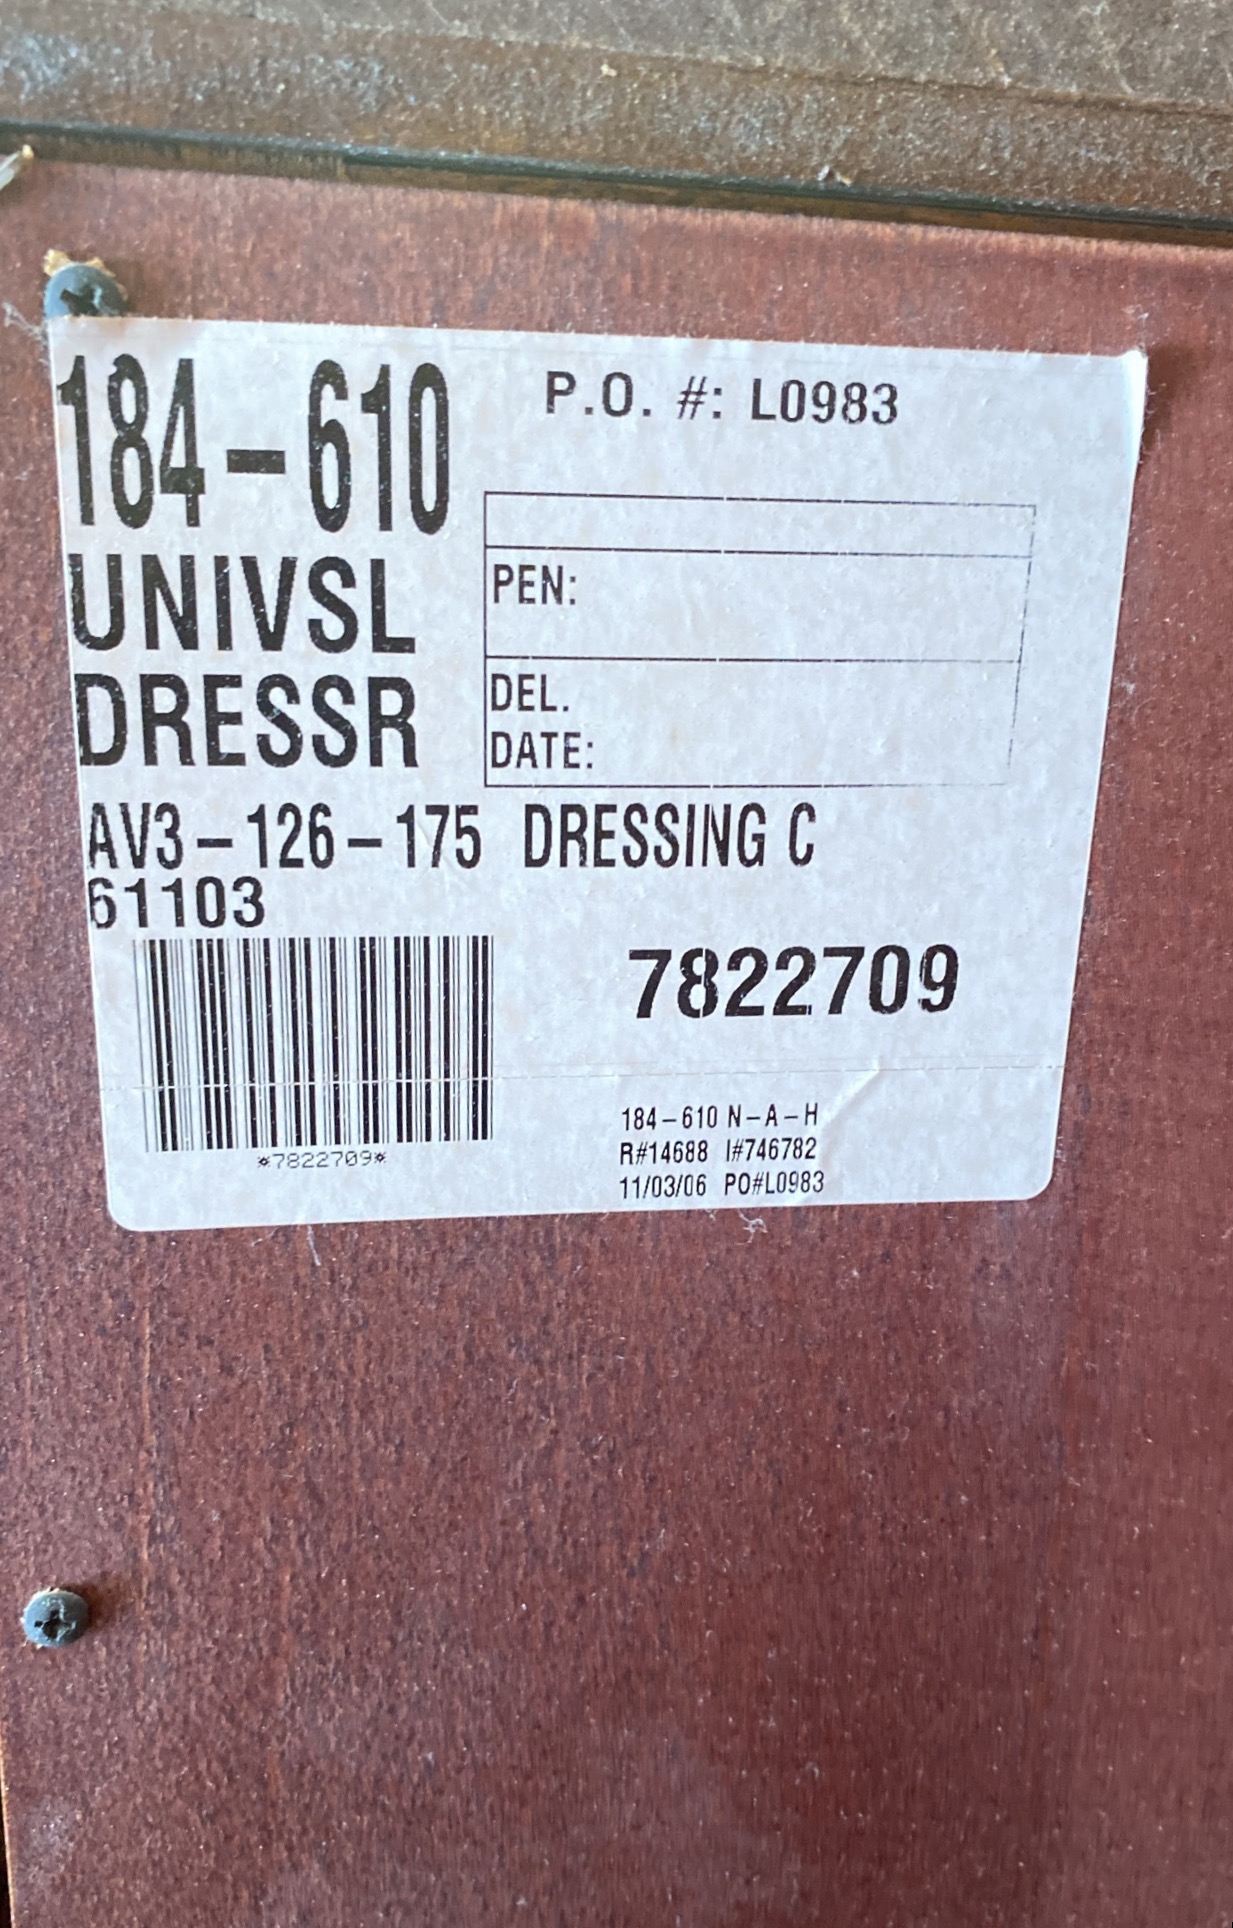 184-610
P.O. #: L0983
UNIVSL
DRESSR
PEN:
DEL.
DATE:
AV3-126-175 DRESSING C
61103
7822709
*7822709*
184-610 N-A-H
R#14688 I#746782
11/03/06 PO#L0983